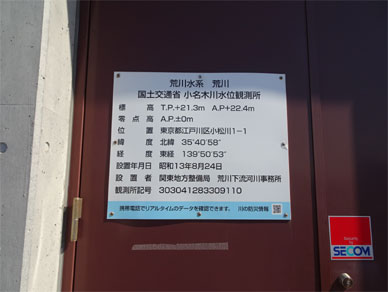 荒川水系　荒川
国土交通省 小名木川水位観測所
標　　高　T.P.+21.3m　A.P+22.4m
零 点 高　A.P.±0m
位　　置　東京都江戸川区小松川1－1
緯　　度　北緯　35°40'58"
経　　度　東経　139°50'53"
設置年月日　昭和13年8月24日
設 置 者　関東地方整備局　荒川下流河川事務所
観測所記号　303041283309110
携帯電話でリアルタイムのデータを確認できます。　川の防災情報
SECOM